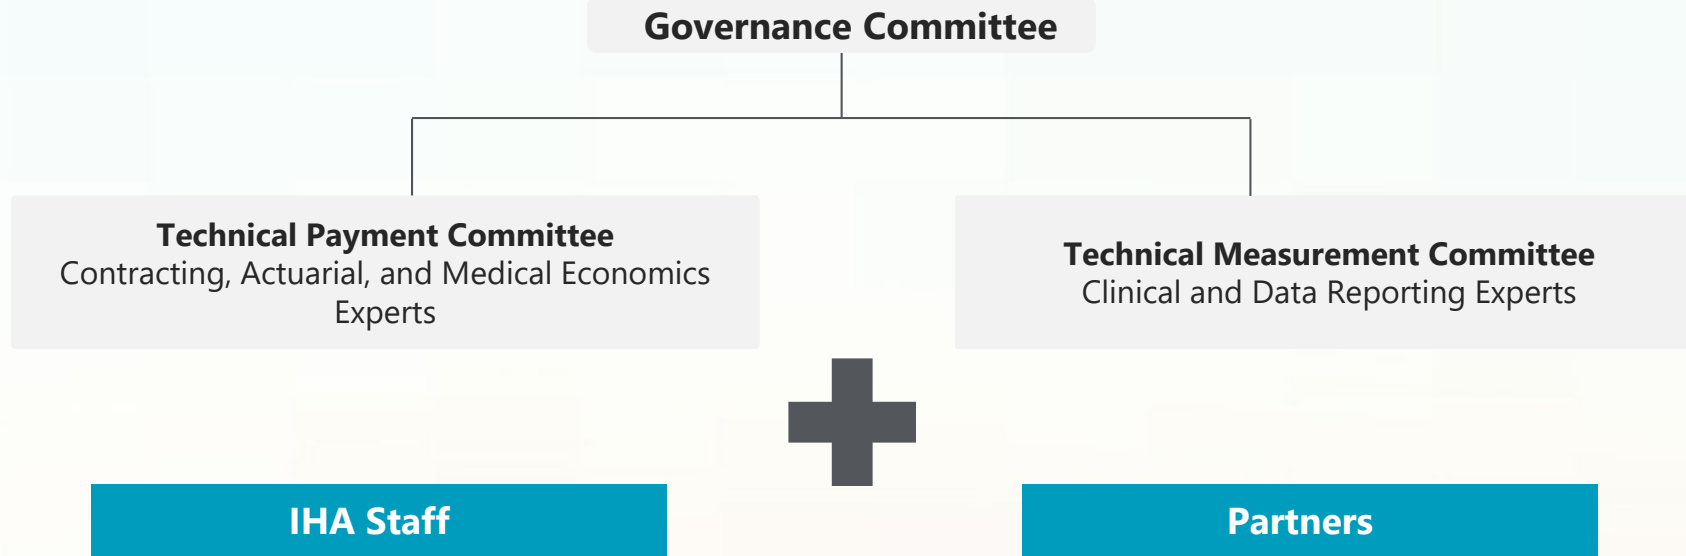 Governance Committee
Technical Payment Committee
Contracting, Actuarial, and Medical Economics
Experts
Technical Measurement Committee
Clinical and Data Reporting Experts
IHA Staff
Partners